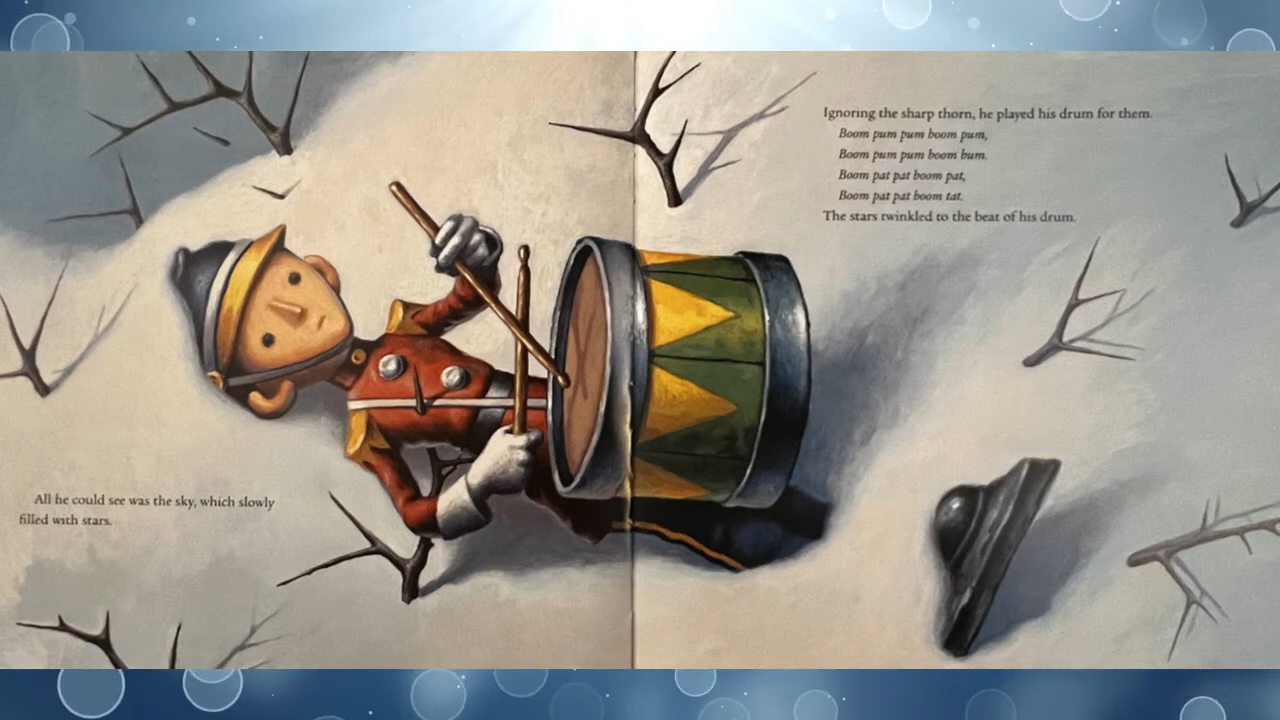 All he could see was the sky, which slowly
filled with stars.
Ignoring the sharp thorn, he played his drum for them.
Boom pum pum boom pum,
Boom pum pum boom bum.
Boom pat pat boom pat,
Boom pat pat boom tat.
The stars twinkled to the beat of his drum.